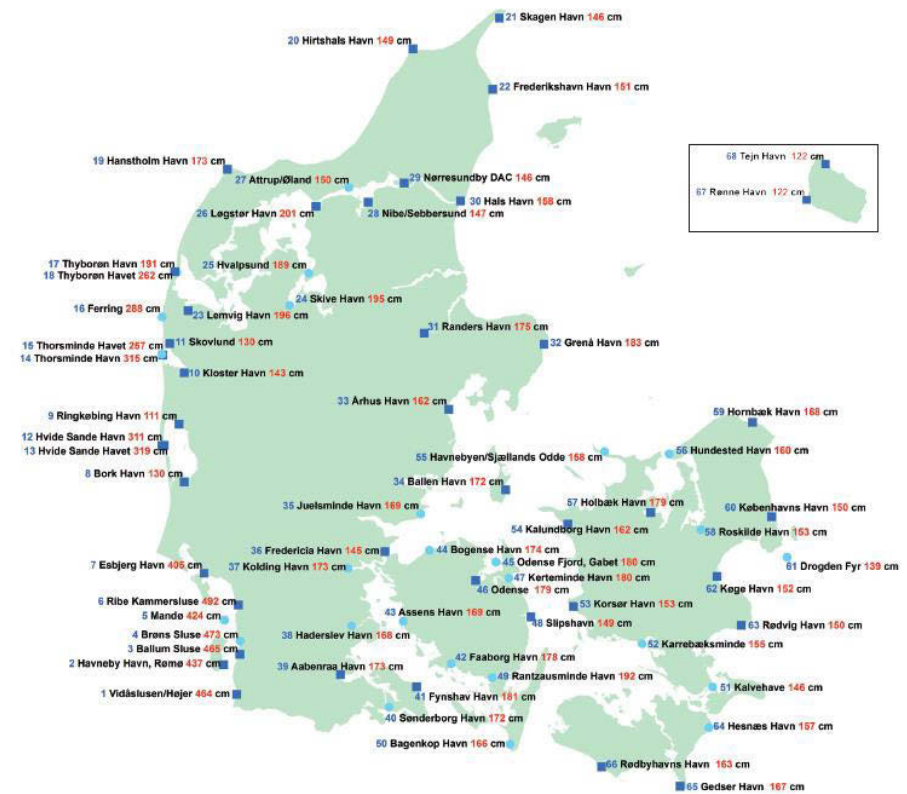 21 Skagen Havn 146 cm
20 Hirtshals Havn 149 cm
22 Frederikshavn Havn 151 cm
68 Tejn Havn 122 cm
19 Hanstholm Havn 173 cm
27 Attrup/Øland 150 cm
29 Nørresundby DAC 146 cm
67 Rønne Havn 122 cm
30 Hals Havn 158 cm
26 Løgstør Havn 201 cm
28 Nibe/Sebbersund 147 cm
17 Thyborøn Havn 191 cm
25 Hvalpsund 189 cm
18 Thyborøn Havet 262 cm
24 Skive Havn 195 cm
16 Ferring 288 cm
23 Lemvig Havn 196 cm
31 Randers Havn 175 cm
15 Thorsminde Havet 257 cm
11 Skovlund 130 cm
32 Grenå Havn 183 cm
14 Thorsminde Havn 315 cm
10 Kloster Havn 143 cm
33 Århus Havn 162 cm
9 Ringkøbing Havn 111 cm
59 Hornbæk Havn 168 cm
12 Hvide Sande Havn 311 cm
13 Hvide Sande Havet 319 cm
56 Hundested Havn 160 cm
55 Havnebyen/Sjællands Odde 158 cm
8 Bork Havn 130 cm
34 Ballen Havn 172 cm
57 Holbæk Havn 179 cm
35 Juelsminde Havn 169 cm
60 Københavns Havn 150 cm
54 Kalundborg Havn 162 cm
58 Roskilde Havn 153 cm
36 Fredericia Havn 145 cm
44 Bogense Havn 174 cm
45 Odense Fjord, Gabet 180 cm
7 Esbjerg Havn 405 cm
37 Kolding Havn 173 cm
61 Drogden Fyr 139 cm
47 Kerteminde Havn 180 cm
46 Odense 179 cm
62 Køge Havn 152 cm
6 Ribe Kammersluse 492 cm
53 Korsør Havn 153 cm
43 Assens Havn 169 cm
5 Mandø 424 cm
48 Slipshavn 149 cm
63 Rødvig Havn 150 cm
4 Brøns Sluse 473 cm
38 Haderslev Havn 168 cm
52 Karrebæksminde 155 cm
3 Ballum Sluse 465 cm
42 Faaborg Havn 178 cm
2 Havneby Havn, Rømø 437 cm
39 Aabenraa Havn 173 cm
49 Rantzausminde Havn 192 cm
51 Kalvehave 146 cm
1 Vidåslusen/Højer 464 cm
41 Fynshav Havn 181 cm
40 Sønderborg Havn 172 cm
64 Hesnæs Havn 157 cm
50 Bagenkop Havn 166 cm
66 Rødbyhavns Havn 163 cm
65 Gedser Havn 167 cm